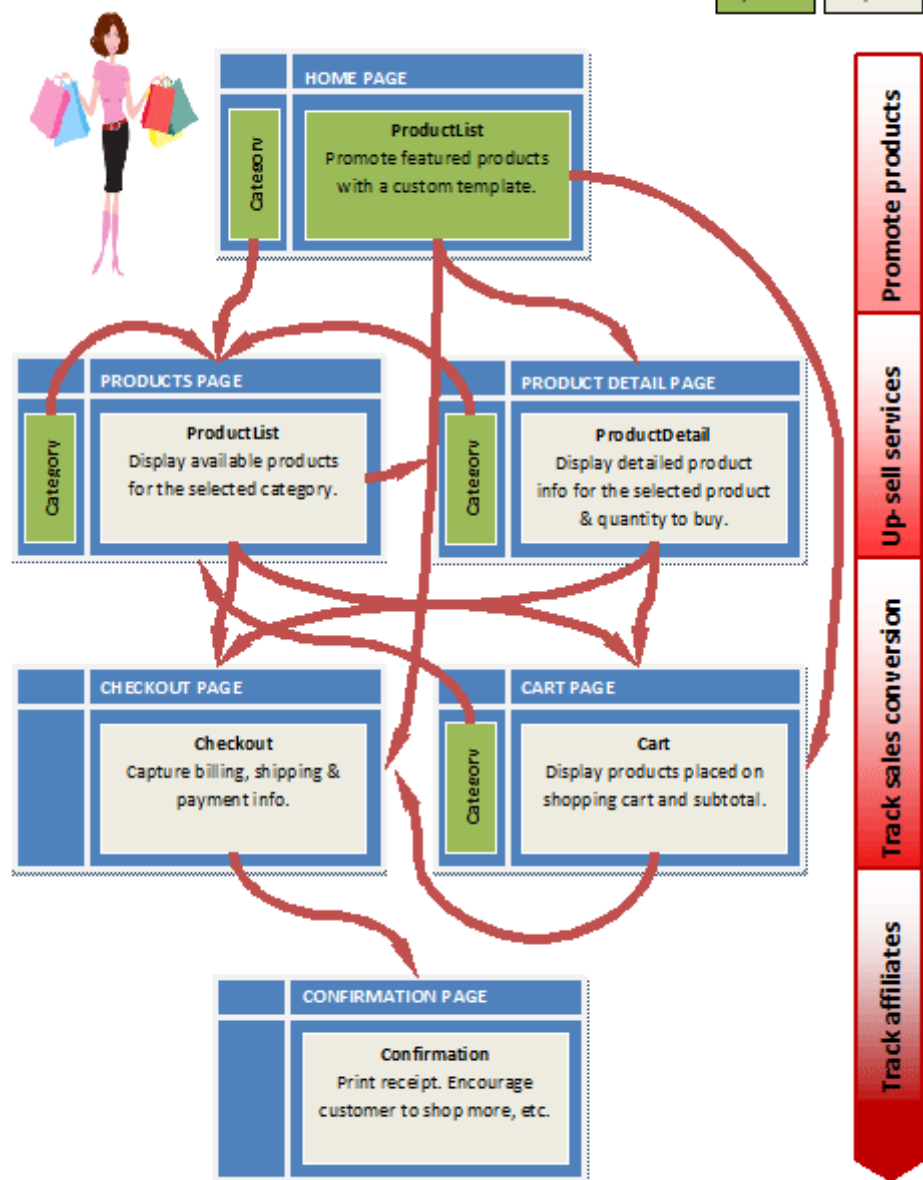 HOME PAGE
Category
ProductList
Promote featured products
with a custom template.
Promote products
PRODUCTS PAGE
Category
ProductList
Display available products
for the selected category.
PRODUCT DETAIL PAGE
Category
ProductDetail
Display detailed product
info for the selected product
& quantity to buy.
Up-sell services
CHECKOUT PAGE
Checkout
Capture billing, shipping &
payment info.
CART PAGE
Category
Cart
Display products placed on
shopping cart and subtotal.
Track sales conversion
CONFIRMATION PAGE
Confirmation
Print receipt. Encourage
customer to shop more, etc.
Track affiliates